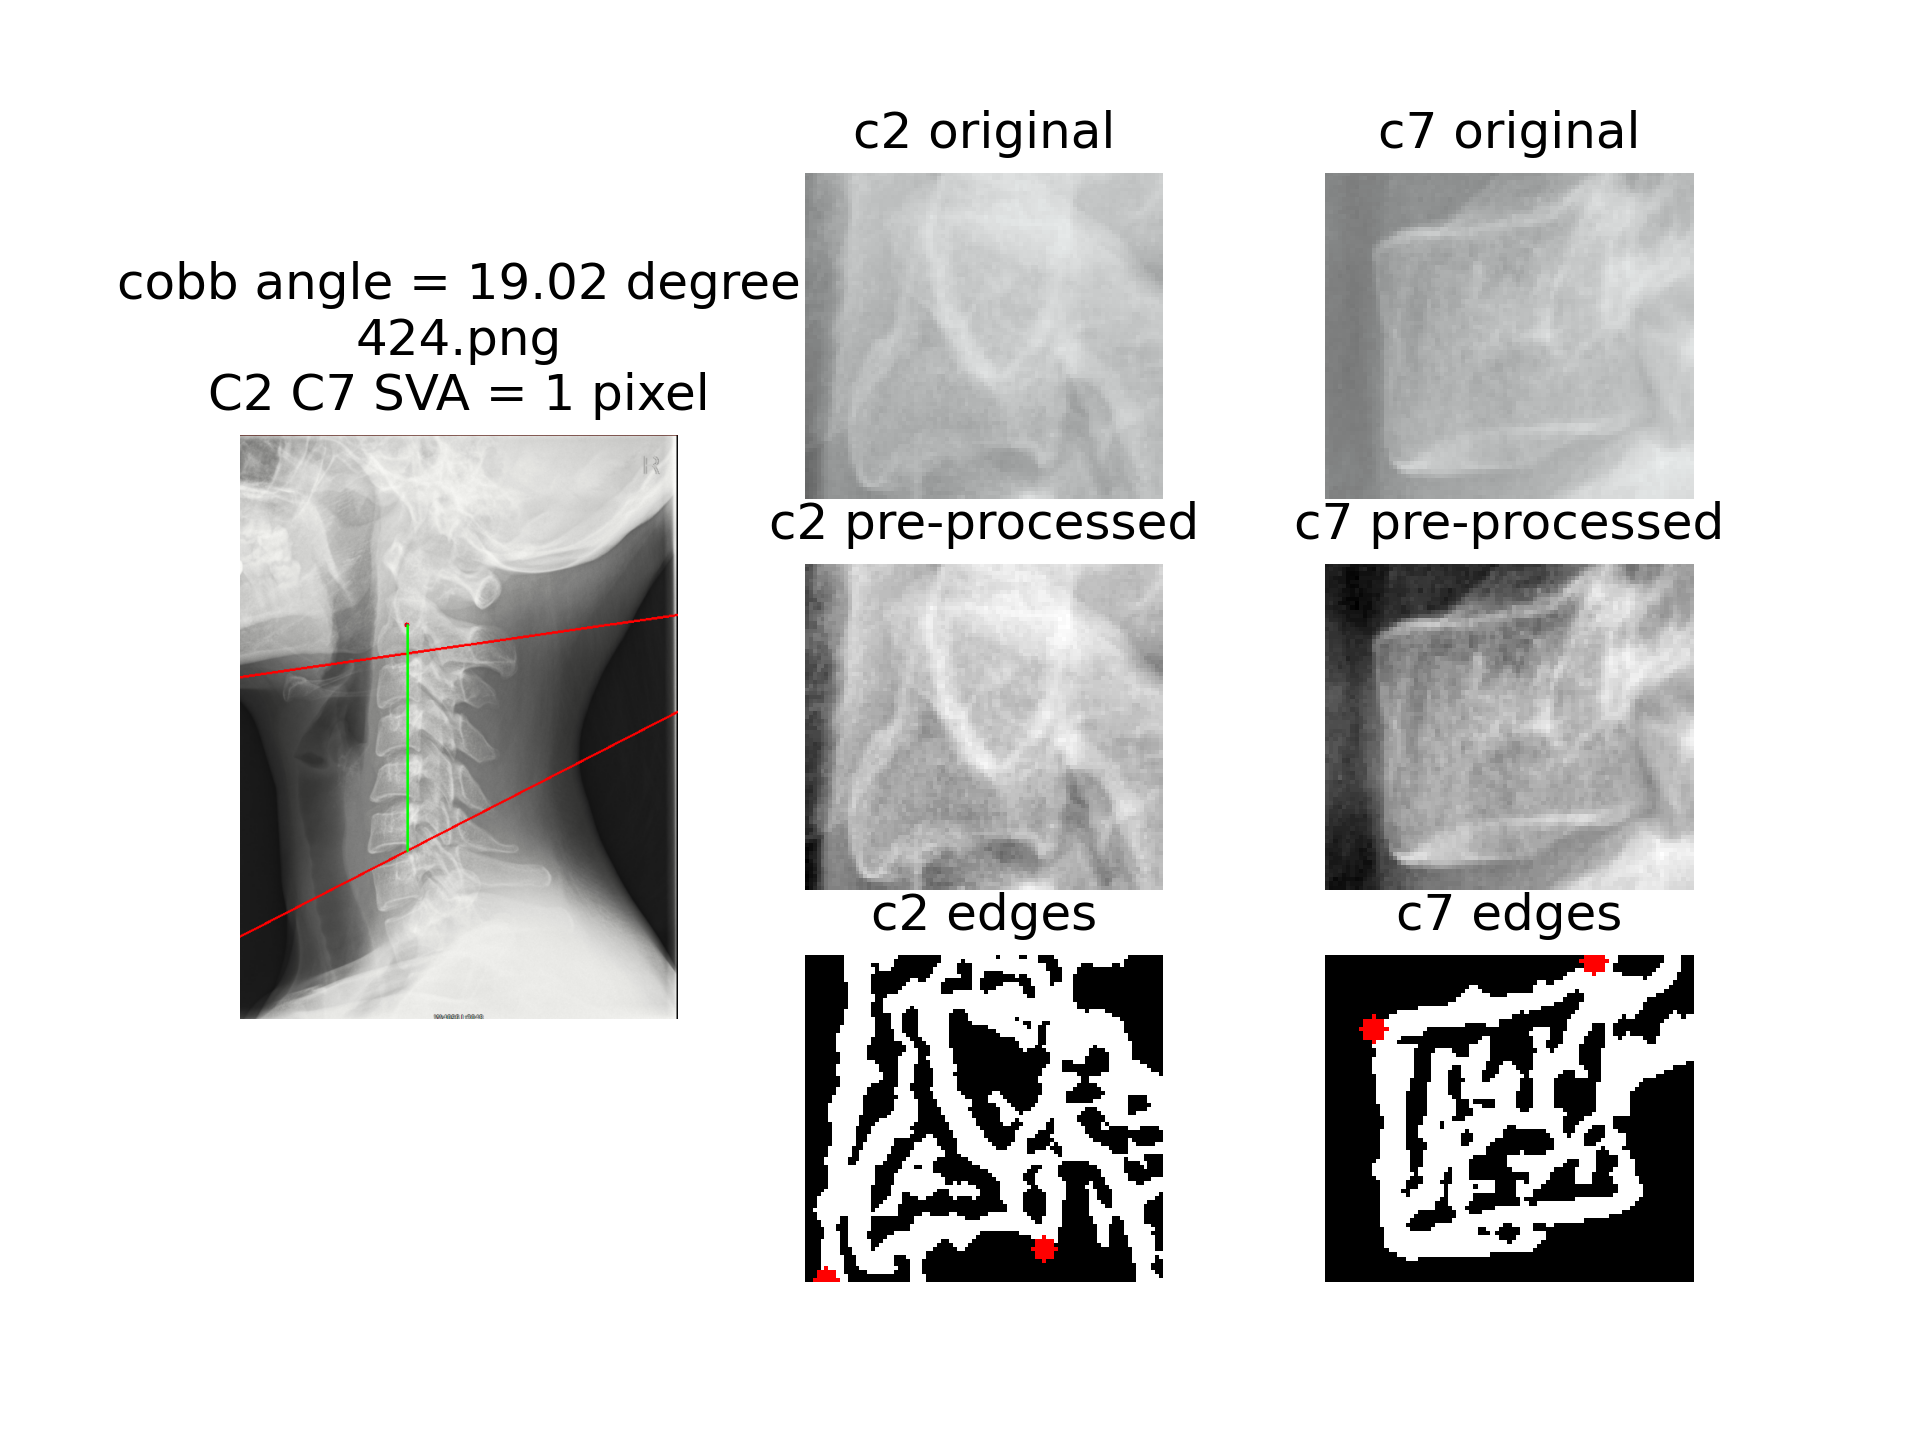 cobb angle = 19.02 degree
424.png
C2 C7 SVA = 1 pixel
R
c2 original
c7 original
c2 pre-processed
c7 pre-processed
c2 edges
c7 edges